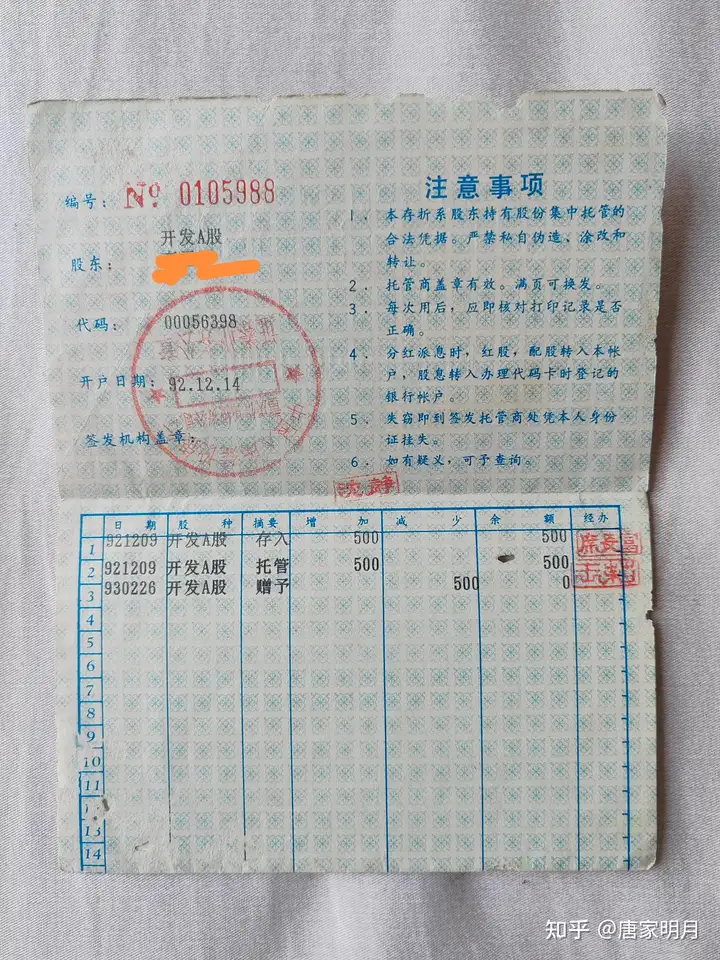 编号: № 0105988
开发A股
股东:
代码: 00056398
开户日期: 92.12.14
签发机构盖章:
注意事项
1. 本存折系股东持有股份集中托管的
合法凭据。严禁私自伪造、涂改和
转让。
2. 托管商盖章有效。满页可换发。
3. 每次用后,应即核对打印记录是否
正确。
4. 分红派息时,红股,配股转入本帐
户,股息转入办理代码卡时登记的
银行帐户。
5. 失窃即到签发托管商处凭本人身份
证挂失。
6. 如有疑义,可予查询。
日 期 股 种 摘要 增 加 减 少 余 额 经办
1 921209 开发A股 存入 500 500
2 921209 开发A股 托管 500 500
3 930226 开发A股 赠予 500 0
4
5
6
7
8
9
10
11
13
14
知乎 @唐家明月